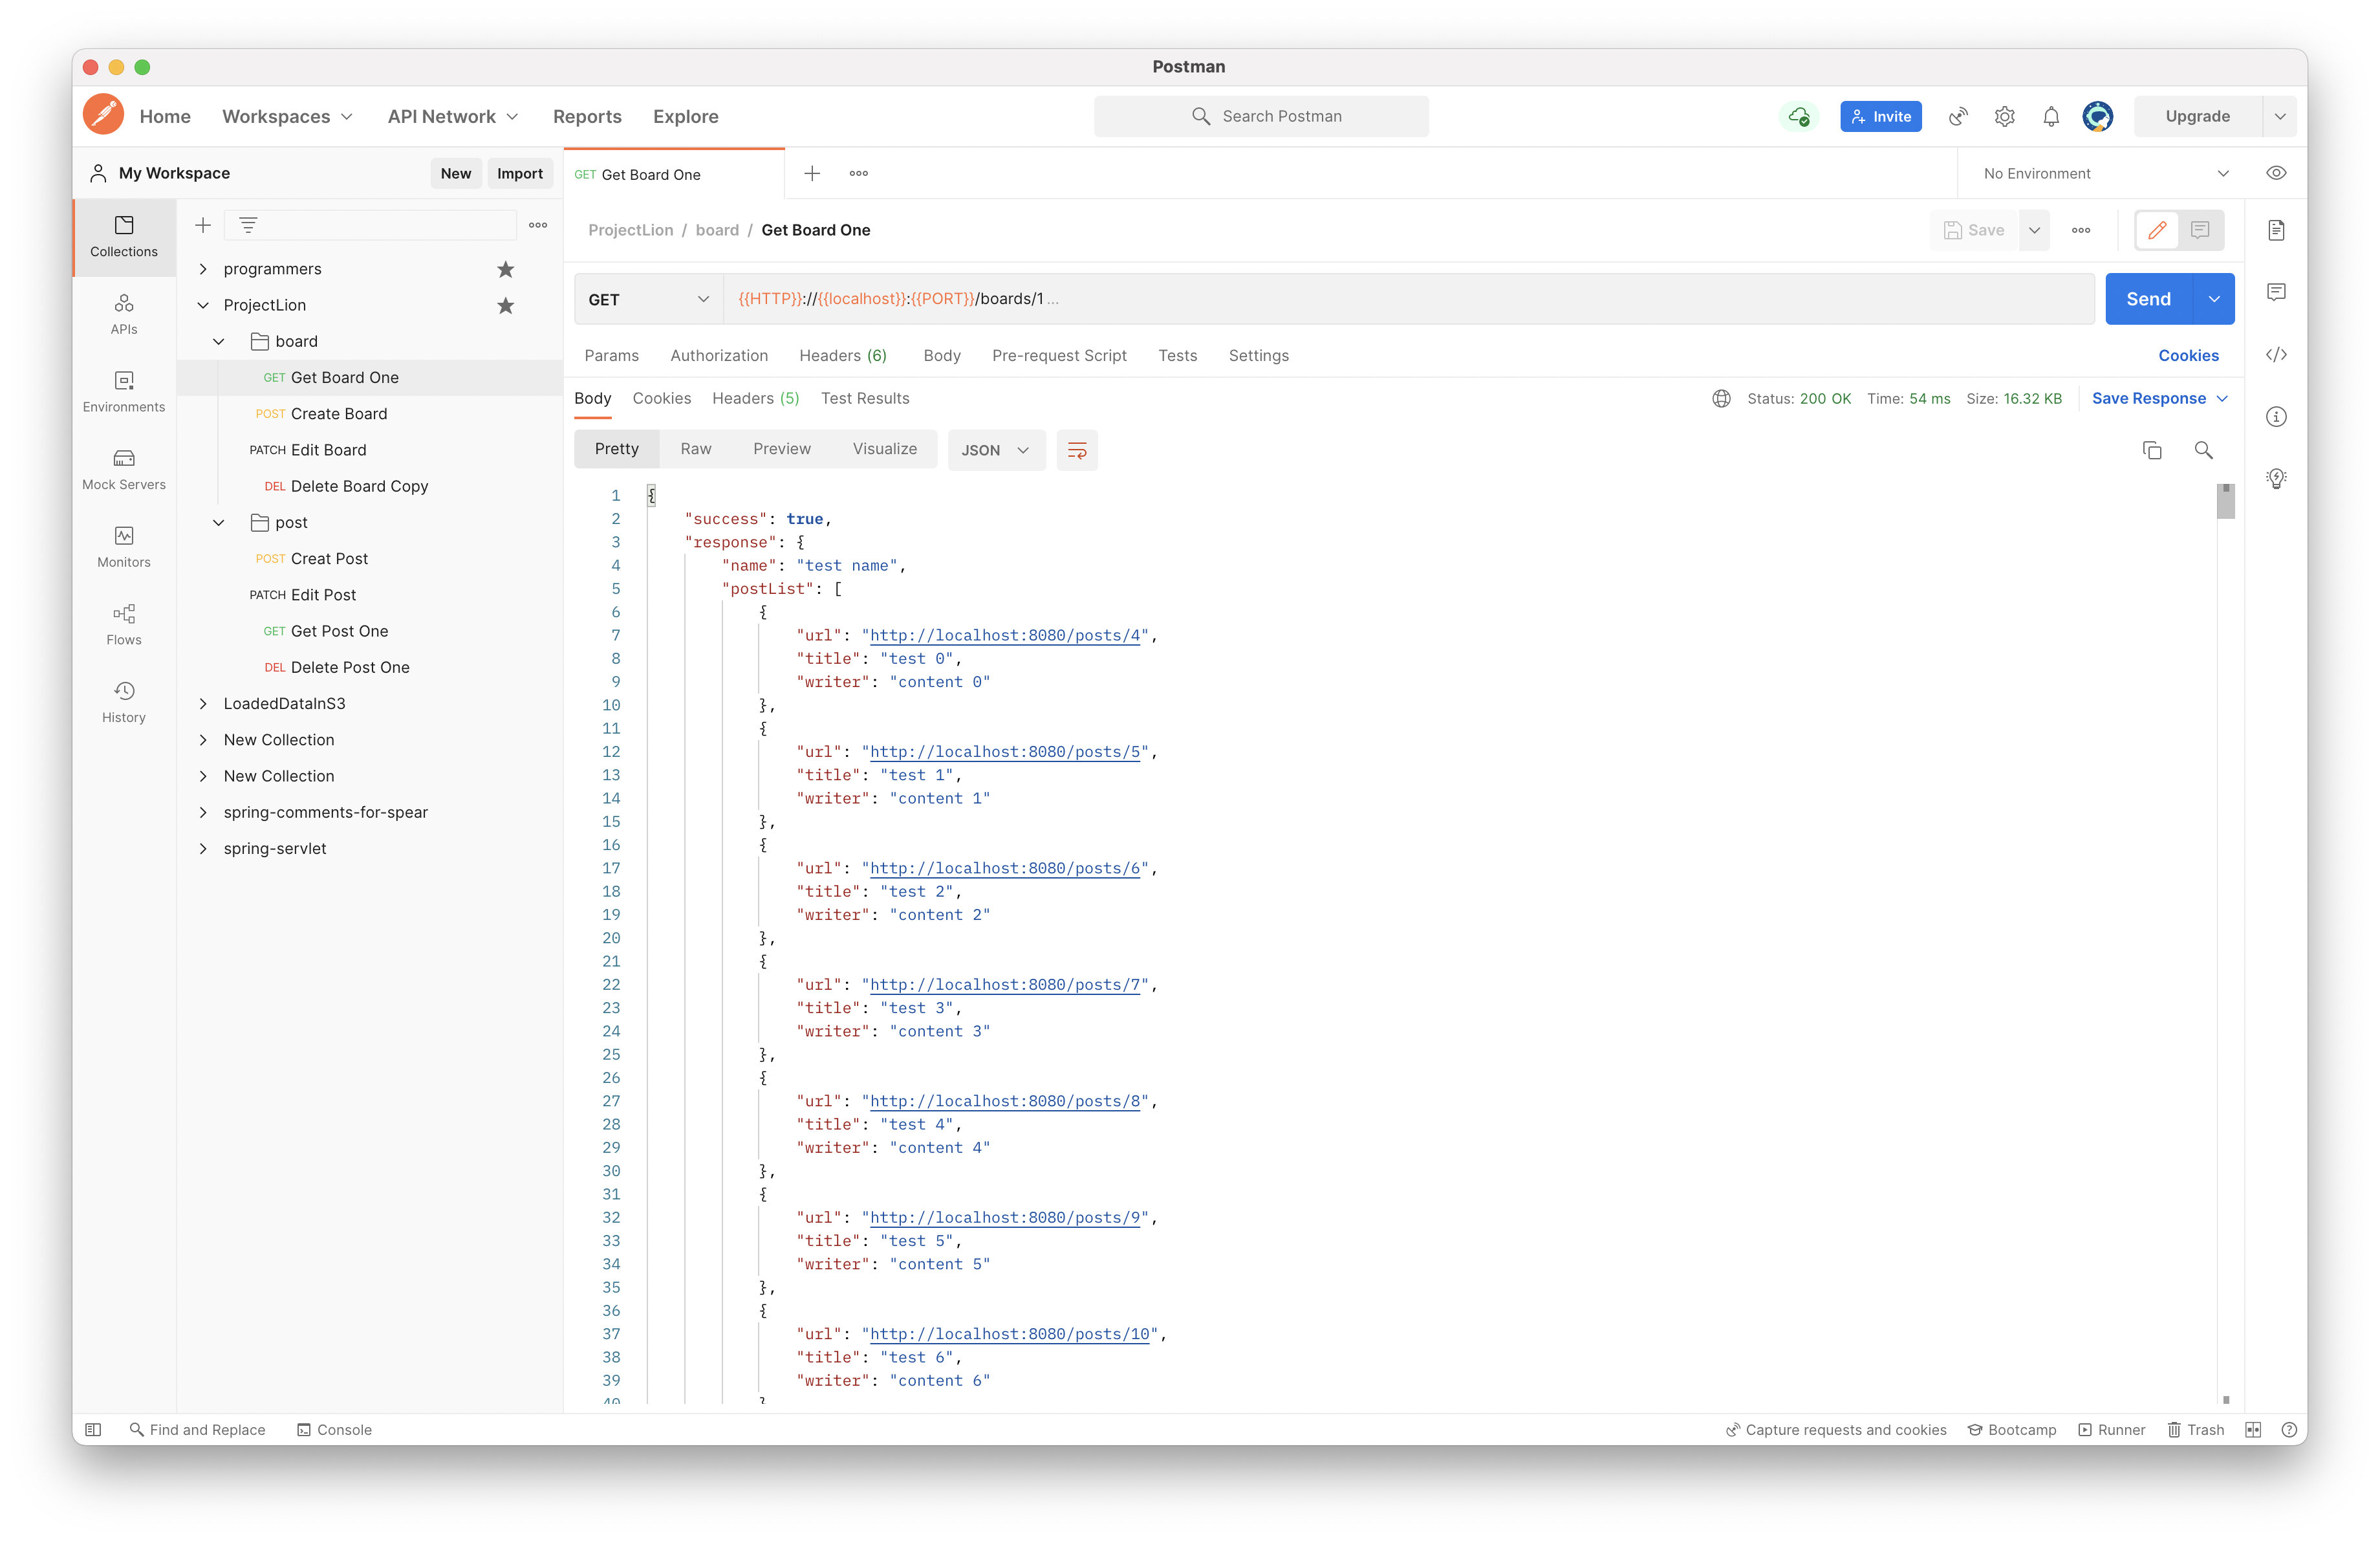 Postman
Home Workspaces API Network Reports Explore Search Postman Invite Upgrade
My Workspace New Import
GET Get Board One No Environment
Collections
APIs
Environments
Mock Servers
Monitors
Flows
History
programmers
ProjectLion
board
GET Get Board One
POST Create Board
PATCH Edit Board
DEL Delete Board Copy
post
POST Creat Post
PATCH Edit Post
GET Get Post One
DEL Delete Post One
LoadedDataInS3
New Collection
New Collection
spring-comments-for-spear
spring-servlet
ProjectLion / board / Get Board One Save
GET {{HTTP}}://{{localhost}}:{{PORT}}/boards/1 ... Send
Params Authorization Headers (6) Body Pre-request Script Tests Settings Cookies
Body Cookies Headers (5) Test Results Status: 200 OK Time: 54 ms Size: 16.32 KB Save Response
Pretty Raw Preview Visualize JSON
1 {
2 "success": true,
3 "response": {
4 "name": "test name",
5 "postList": [
6 {
7 "url": "http://localhost:8080/posts/4",
8 "title": "test 0",
9 "writer": "content 0"
10 },
11 {
12 "url": "http://localhost:8080/posts/5",
13 "title": "test 1",
14 "writer": "content 1"
15 },
16 {
17 "url": "http://localhost:8080/posts/6",
18 "title": "test 2",
19 "writer": "content 2"
20 },
21 {
22 "url": "http://localhost:8080/posts/7",
23 "title": "test 3",
24 "writer": "content 3"
25 },
26 {
27 "url": "http://localhost:8080/posts/8",
28 "title": "test 4",
29 "writer": "content 4"
30 },
31 {
32 "url": "http://localhost:8080/posts/9",
33 "title": "test 5",
34 "writer": "content 5"
35 },
36 {
37 "url": "http://localhost:8080/posts/10",
38 "title": "test 6",
39 "writer": "content 6"
40 }
Find and Replace Console Capture requests and cookies Bootcamp Runner Trash